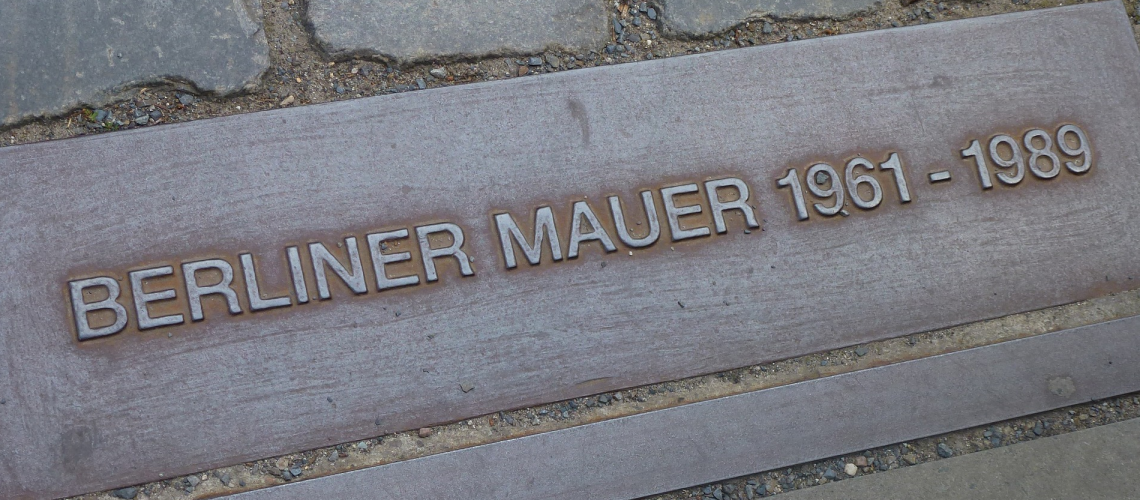 BERLINER MAUER 1961 - 1989